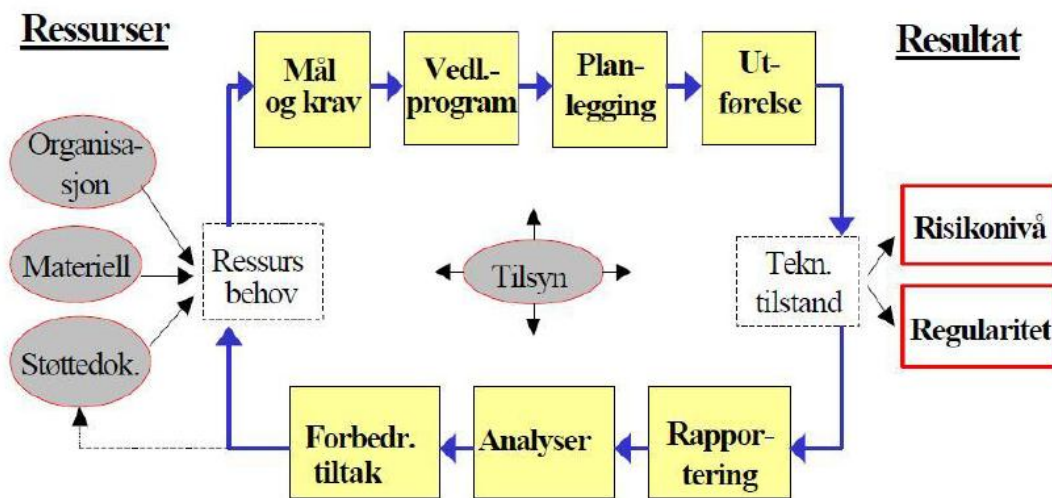 Ressurser
Resultat
Mål
og krav
Vedl.-
program
Plan-
legging
Ut-
førelse
Organisa-
sjon
Materiell
Støttedok.
Ressurs
behov
Tilsyn
Tekn.
tilstand
Risikonivå
Regularitet
Forbedr.
tiltak
Analyser
Rappor-
tering